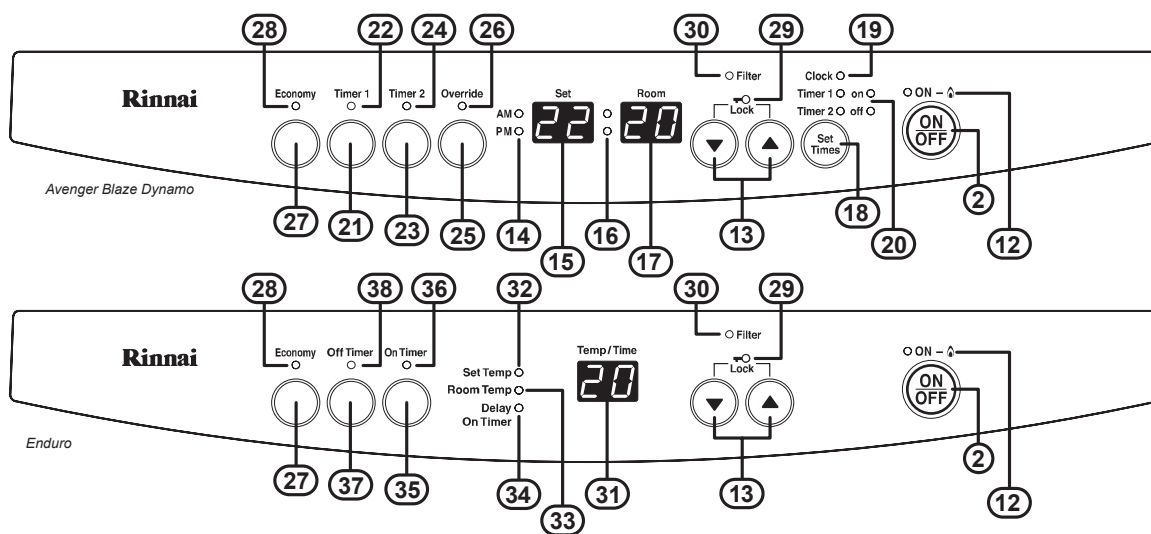 28 22 24 26 30 29 19
Rinnai
Economy Timer 1 Timer 2 Override
AM
PM
Set
22
Room
20
Filter
Lock
▼ ▲
Clock
Timer 1 on
Timer 2 off
Set
Times
ON -
ON
OFF
Avenger Blaze Dynamo
27 21 23 25 14 15 16 17 13 18 20 2 12
28 38 36 32 30 29
Rinnai
Economy Off Timer On Timer
Set Temp
Room Temp
Delay
On Timer
Temp/Time
20
Filter
Lock
▼ ▲
ON -
ON
OFF
Enduro
27 37 35 34 33 31 13 2 12